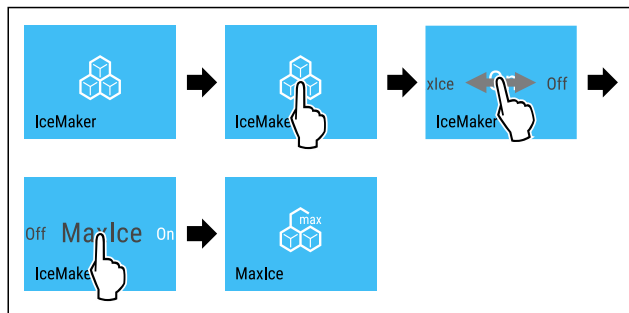 IceMaker
IceMake
xIce Off
IceMaker
Off MaxIce On
IceMake
max
MaxIce